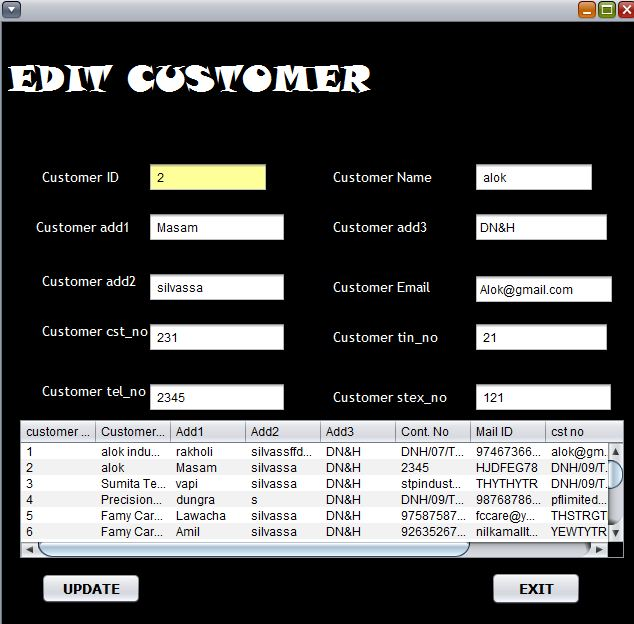 EDIT CUSTOMER
Customer ID 2 Customer Name alok
Customer add1 Masam Customer add3 DN&H
Customer add2 silvassa Customer Email Alok@gmail.com
Customer cst_no 231 Customer tin_no 21
Customer tel_no 2345 Customer stex_no 121
customer ... Customer... Add1 Add2 Add3 Cont. No Mail ID cst no
1 alok indu... rakholi silvassffd... DN&H DNH/07/T... 97467366... alok@gm...
2 alok Masam silvassa DN&H 2345 HJDFEG78 DNH/09/T...
3 Sumita Te... vapi silvassa DN&H stpindust... THYTHYTR DNH/09/T...
4 Precision... dungra s DN&H DNH/09/T... 98768786... pflimited...
5 Famy Car... Lawacha silvassa DN&H 97587587... fccare@y... THSTRGT
6 Famy Car... Amil silvassa DN&H 92635267... nilkamallt... YEWTYTR
UPDATE EXIT